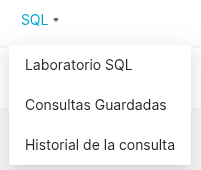 SQL
Laboratorio SQL
Consultas Guardadas
Historial de la consulta